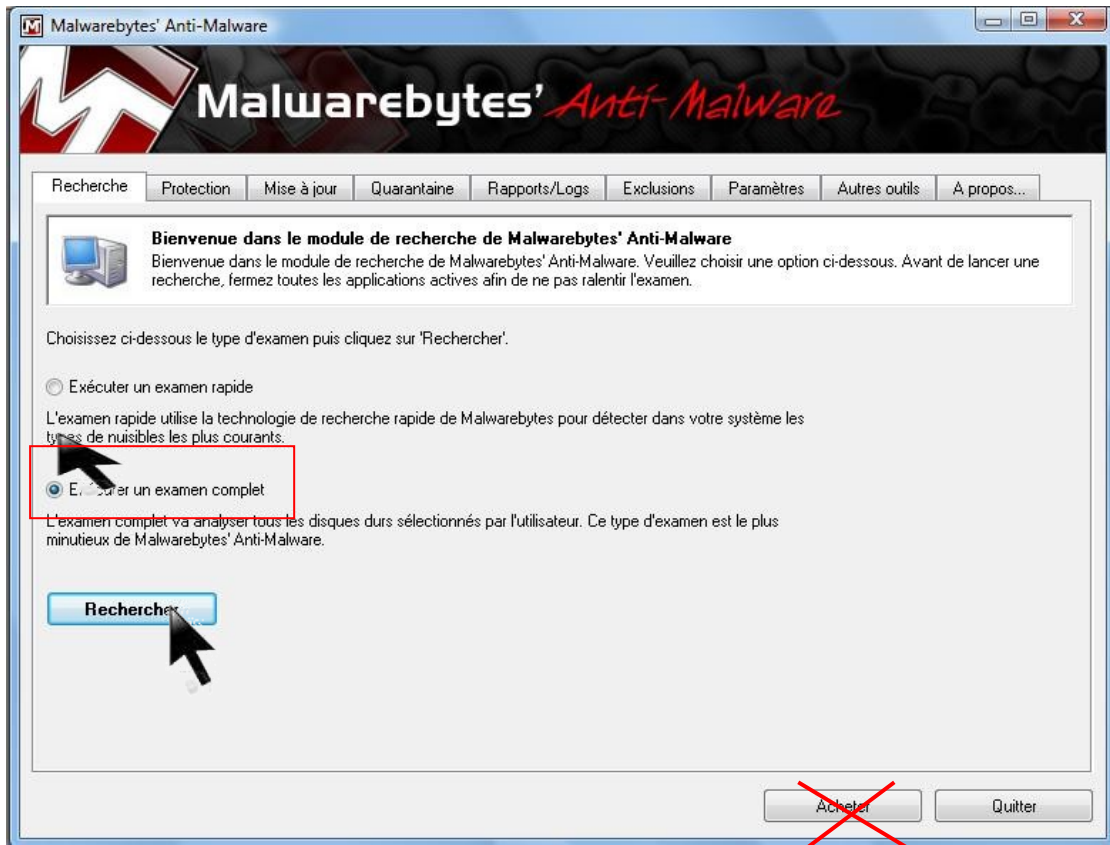 Malwarebytes' Anti-Malware
Malwarebytes' Anti-Malware
Recherche Protection Mise à jour Quarantaine Rapports/Logs Exclusions Paramètres Autres outils A propos...
Bienvenue dans le module de recherche de Malwarebytes' Anti-Malware
Bienvenue dans le module de recherche de Malwarebytes' Anti-Malware. Veuillez choisir une option ci-dessous. Avant de lancer une
recherche, fermez toutes les applications actives afin de ne pas ralentir l'examen.
Choisissez ci-dessous le type d'examen puis cliquez sur 'Rechercher'.
Exécuter un examen rapide
L'examen rapide utilise la technologie de recherche rapide de Malwarebytes pour détecter dans votre système les
types de nuisibles les plus courants.
Exécuter un examen complet
L'examen complet va analyser tous les disques durs sélectionnés par l'utilisateur. Ce type d'examen est le plus
minutieux de Malwarebytes' Anti-Malware.
Rechercher
Acheter Quitter